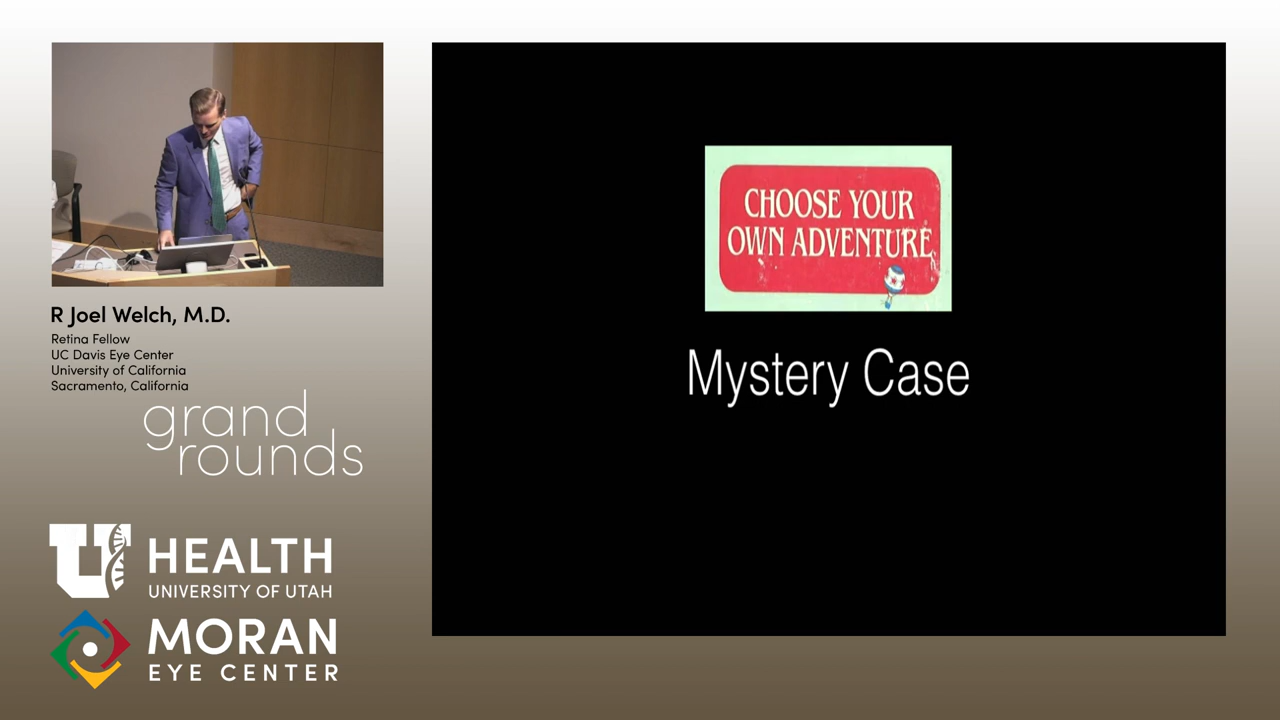 R Joel Welch, M.D.
Retina Fellow
UC Davis Eye Center
University of California
Sacramento, California
grand
rounds
U HEALTH
UNIVERSITY OF UTAH
MORAN
EYE CENTER
CHOOSE YOUR
OWN ADVENTURE
Mystery Case